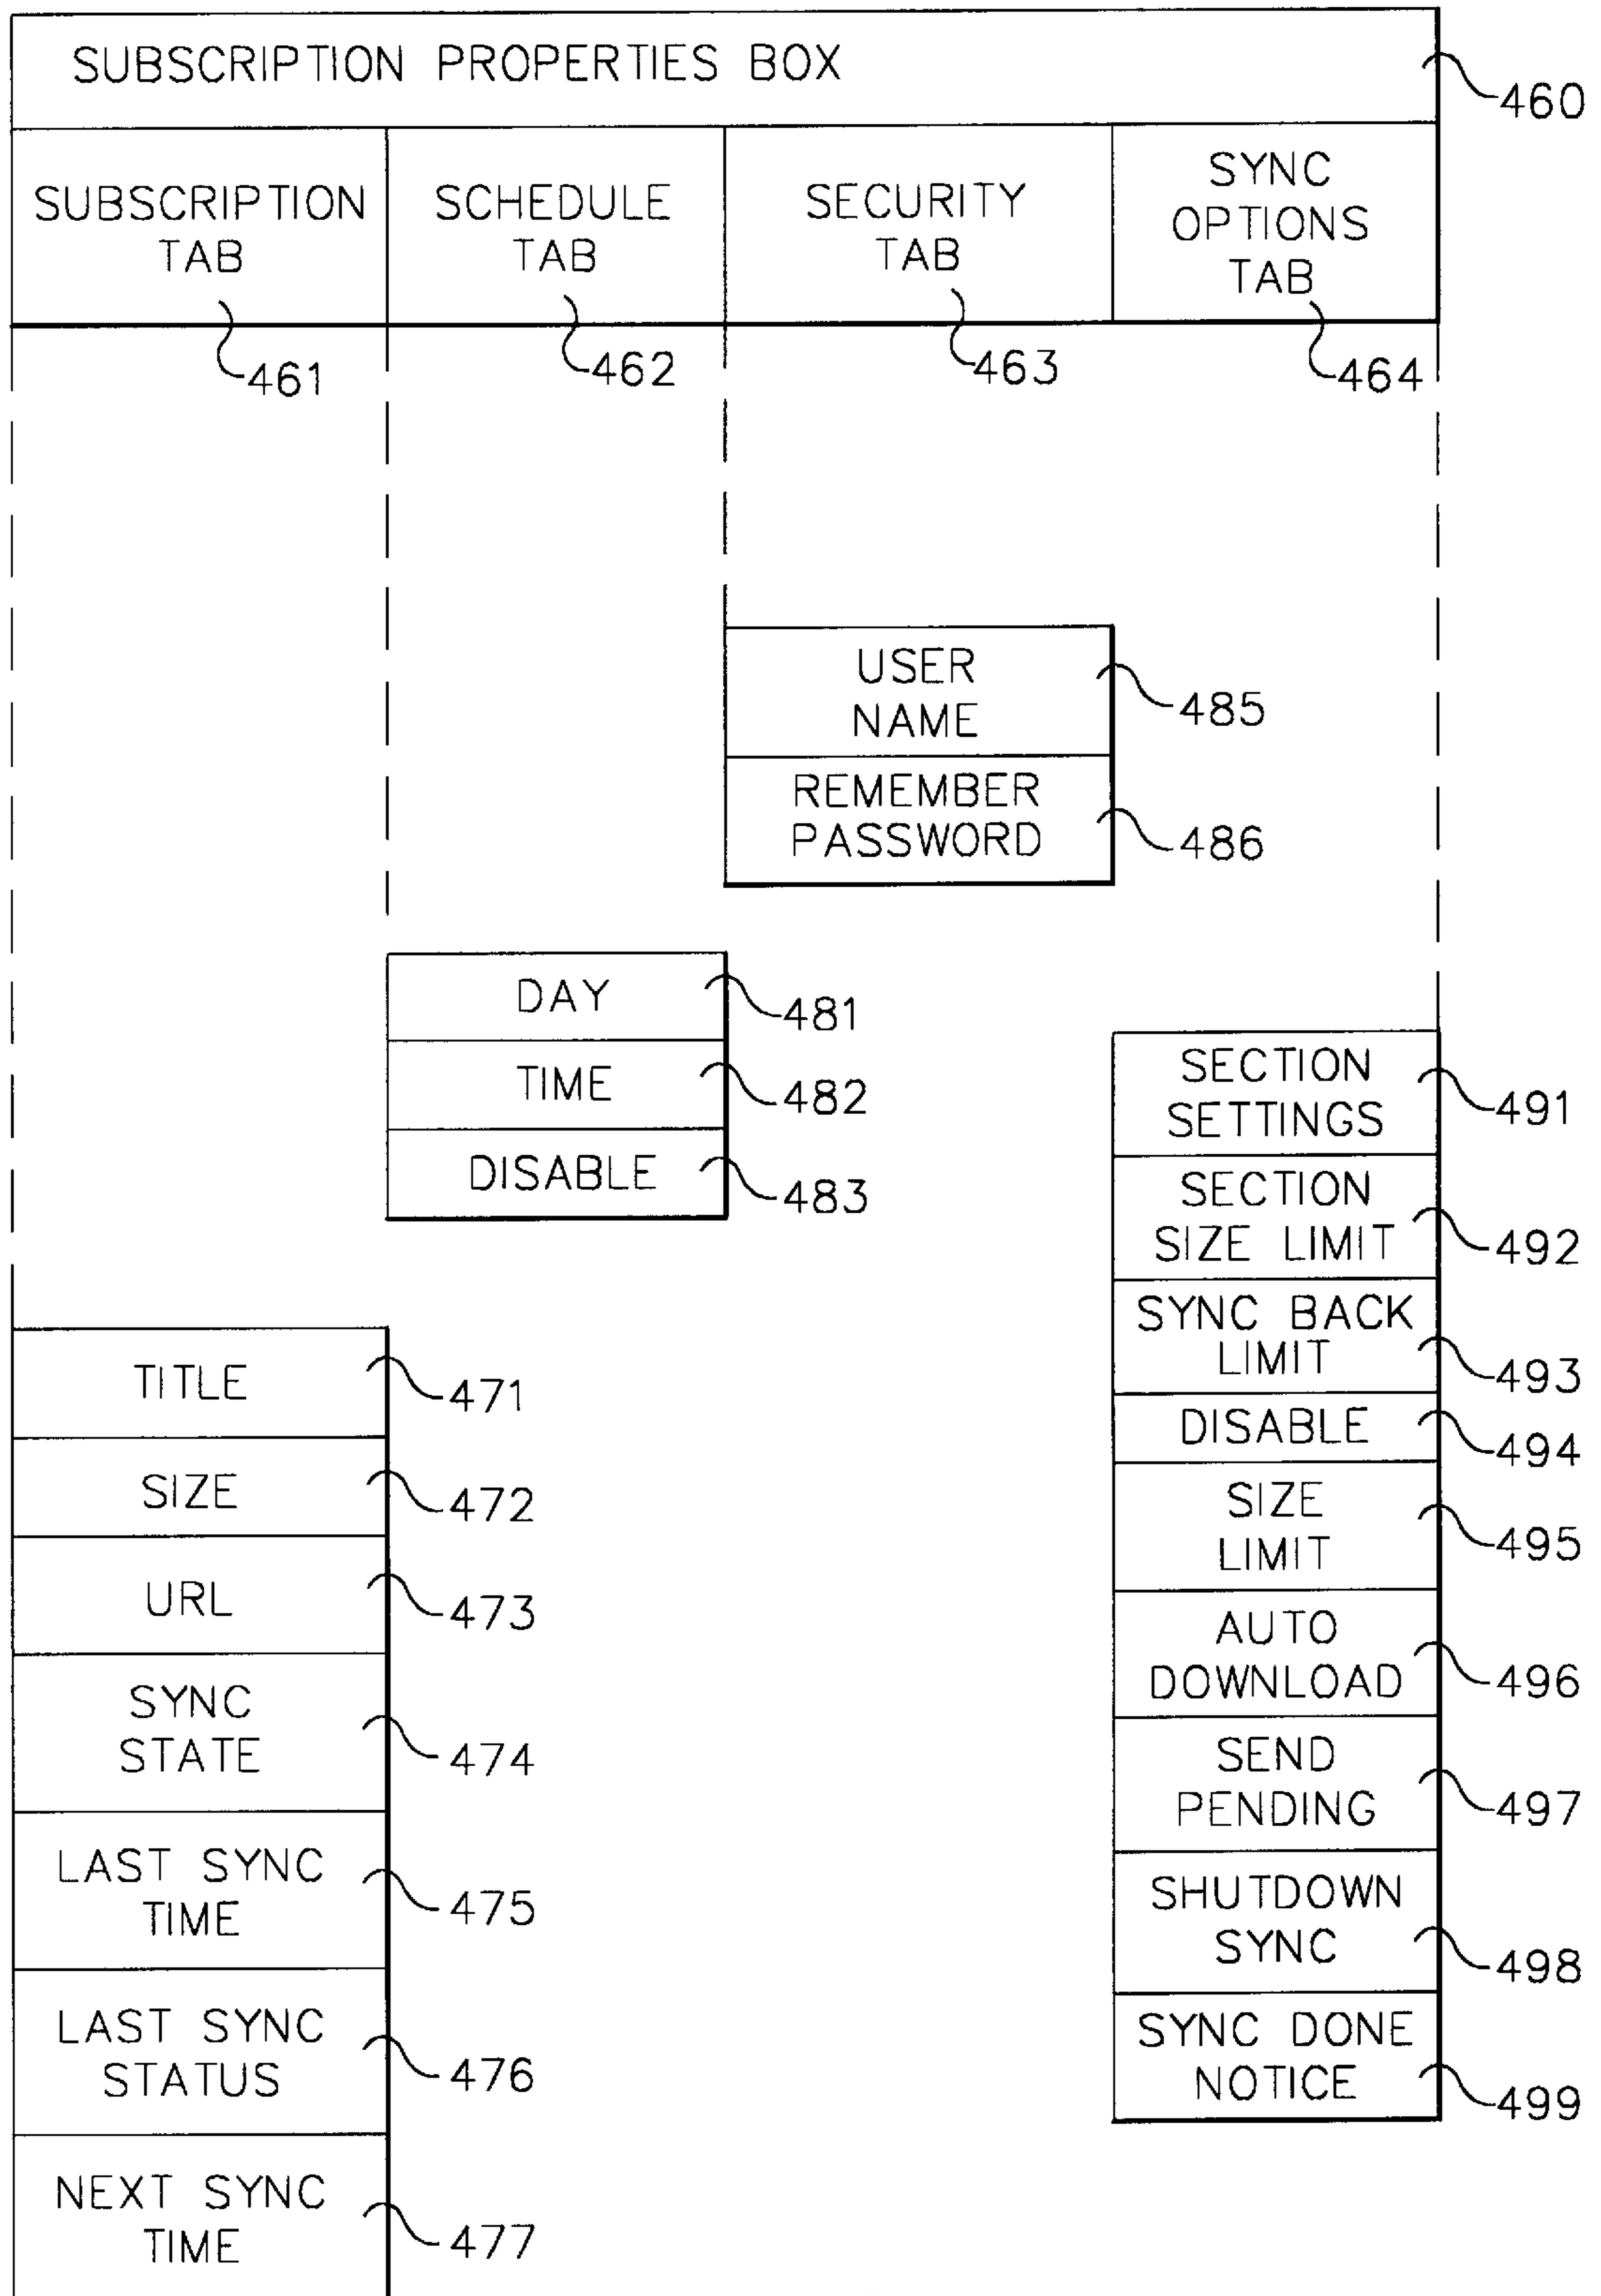 SUBSCRIPTION PROPERTIES BOX
460
SUBSCRIPTION
TAB
461
SCHEDULE
TAB
462
SECURITY
TAB
463
SYNC
OPTIONS
TAB
464
USER
NAME
485
REMEMBER
PASSWORD
486
DAY
481
TIME
482
DISABLE
483
TITLE
471
SIZE
472
URL
473
SYNC
STATE
474
LAST SYNC
TIME
475
LAST SYNC
STATUS
476
NEXT SYNC
TIME
477
SECTION
SETTINGS
491
SECTION
SIZE LIMIT
492
SYNC BACK
LIMIT
493
DISABLE
494
SIZE
LIMIT
495
AUTO
DOWNLOAD
496
SEND
PENDING
497
SHUTDOWN
SYNC
498
SYNC DONE
NOTICE
499